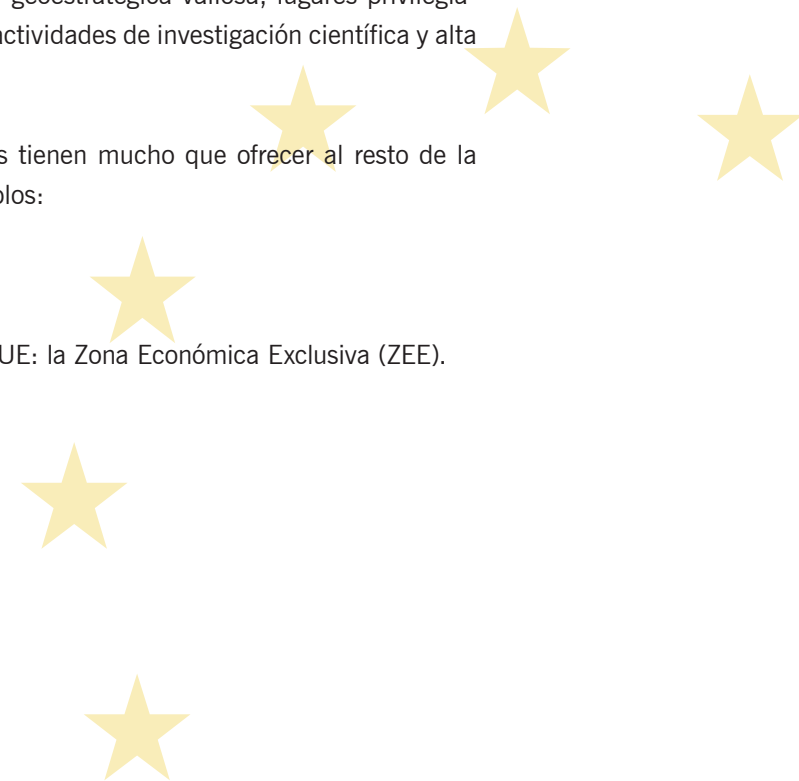 geoestratégica valiosa, lugares privilegia-
actividades de investigación científica y alta
s tienen mucho que ofrecer al resto de la
olos:
UE: la Zona Económica Exclusiva (ZEE).